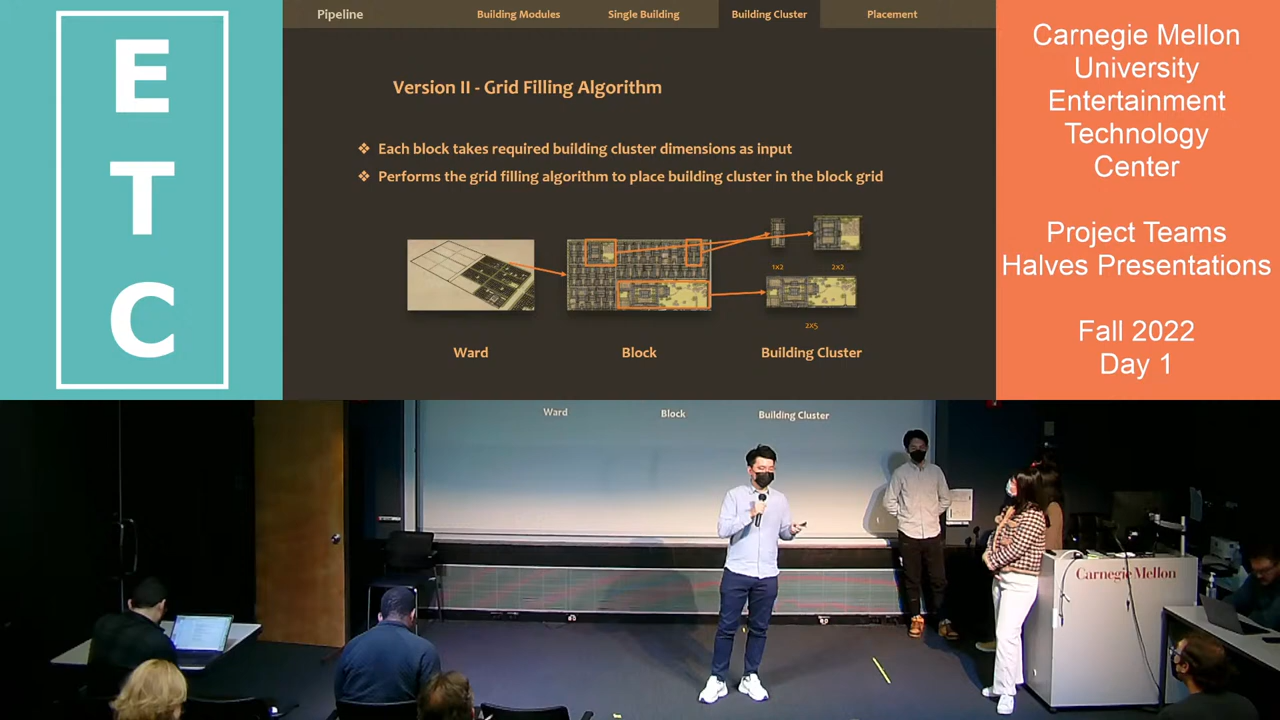 E
T
C
Pipeline Building Modules Single Building Building Cluster Placement
Version II - Grid Filling Algorithm
❖ Each block takes required building cluster dimensions as input
❖ Performs the grid filling algorithm to place building cluster in the block grid
1x2 2x2
2x5
Ward Block Building Cluster
Carnegie Mellon
University
Entertainment
Technology
Center
Project Teams
Halves Presentations
Fall 2022
Day 1
Ward Block Building Cluster
Carnegie Mellon